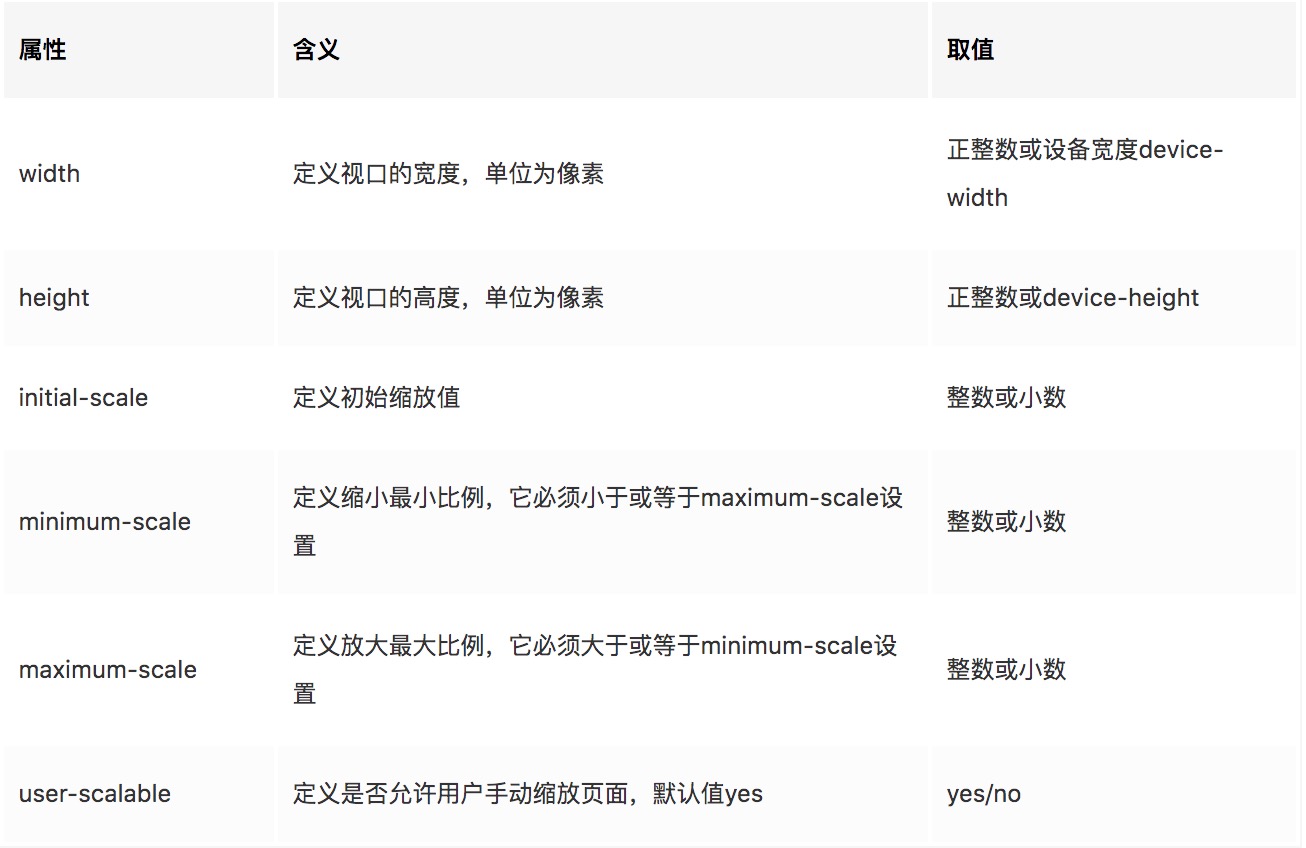 属性 含义 取值
width 定义视口的宽度，单位为像素 正整数或设备宽度device-
width
height 定义视口的高度，单位为像素 正整数或device-height
initial-scale 定义初始缩放值 整数或小数
minimum-scale 定义缩小最小比例，它必须小于或等于maximum-scale设 整数或小数
置
maximum-scale 定义放大最大比例，它必须大于或等于minimum-scale设 整数或小数
置
user-scalable 定义是否允许用户手动缩放页面，默认值yes yes/no